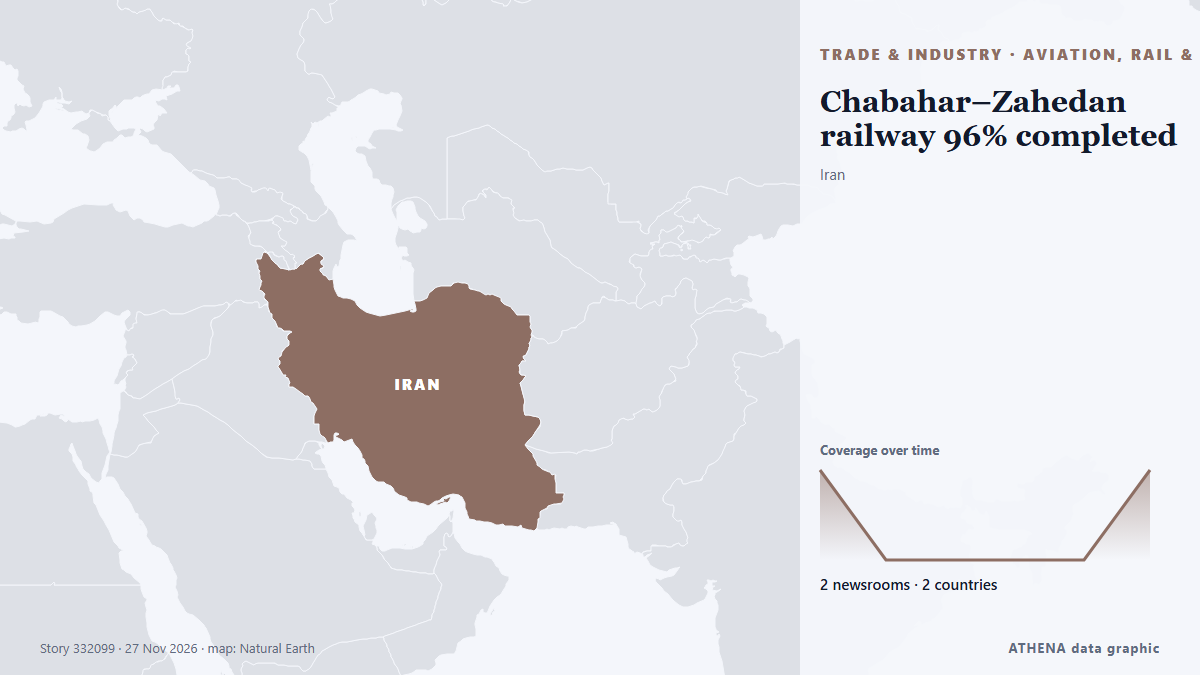 TRADE & INDUSTRY · AVIATION, RAIL &
Chabahar–Zahedan
railway 96% completed
Iran
IRAN
Coverage over time
2 newsrooms · 2 countries
Story 332099 · 27 Nov 2026 · map: Natural Earth
ATHENA data graphic